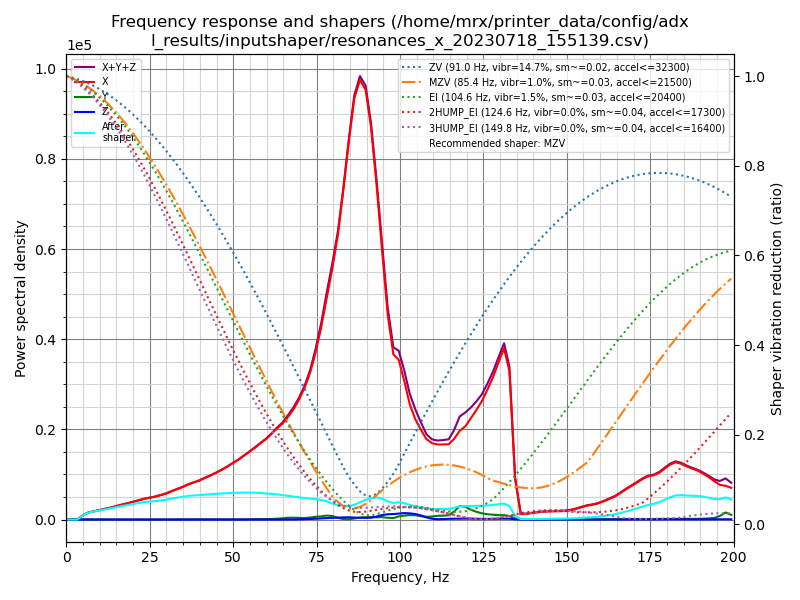 Frequency response and shapers (/home/mrx/printer_data/config/adx
l_results/inputshaper/resonances_x_20230718_155139.csv)
1e5
X+Y+Z
X
Y
Z
After
shaper
ZV (91.0 Hz, vibr=14.7%, sm~=0.02, accel<=32300)
MZV (85.4 Hz, vibr=1.0%, sm~=0.03, accel<=21500)
EI (104.6 Hz, vibr=1.5%, sm~=0.03, accel<=20400)
2HUMP_EI (124.6 Hz, vibr=0.0%, sm~=0.04, accel<=17300)
3HUMP_EI (149.8 Hz, vibr=0.0%, sm~=0.04, accel<=16400)
Recommended shaper: MZV
Power spectral density
1.0
0.8
0.6
0.4
0.2
0.0
1.0
0.8
0.6
0.4
0.2
0.0
Shaper vibration reduction (ratio)
0 25 50 75 100 125 150 175 200
Frequency, Hz